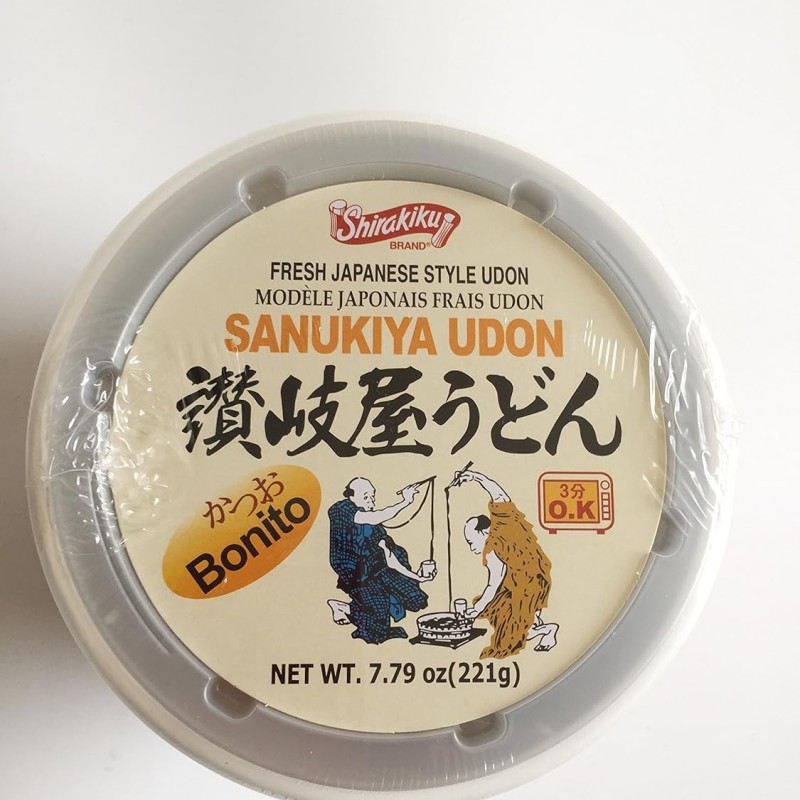 Shirakiku
BRAND®
FRESH JAPANESE STYLE UDON
MODÈLE JAPONAIS FRAIS UDON
SANUKIYA UDON
讃岐屋うどん
かつお
Bonito
3分
O.K
NET WT. 7.79 oz(221g)